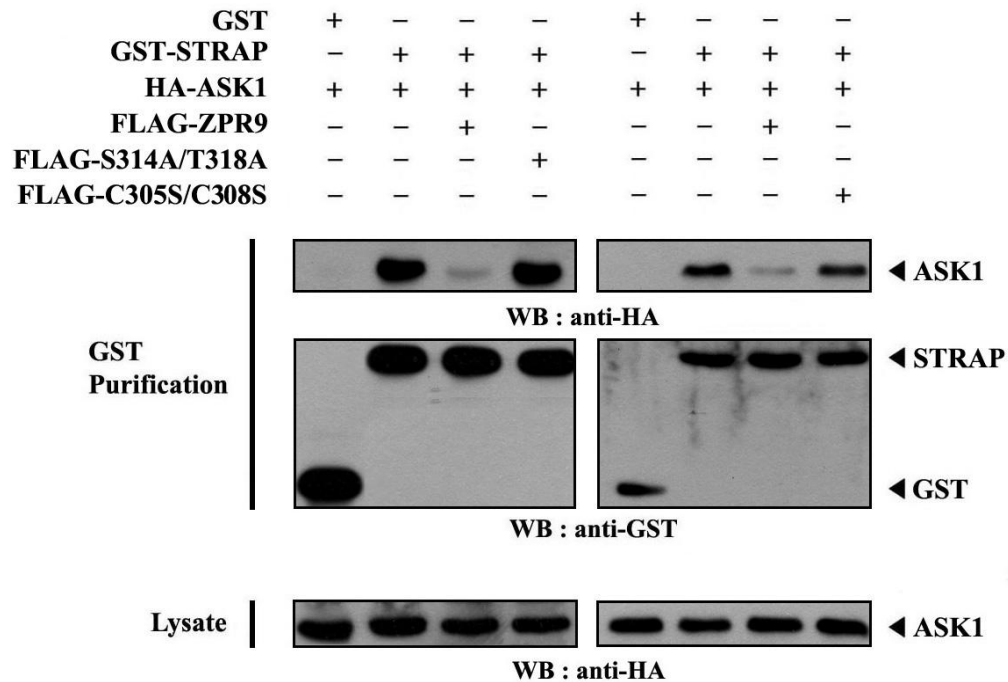 GST + − − − + − − −
GST-STRAP − + + + − + + +
HA-ASK1 + + + + + + + +
FLAG-ZPR9 − − + − − − + −
FLAG-S314A/T318A − − − + − − − −
FLAG-C305S/C308S − − − − − − − +
◄ ASK1
WB : anti-HA
GST
Purification
◄ STRAP
◄ GST
WB : anti-GST
Lysate
◄ ASK1
WB : anti-HA